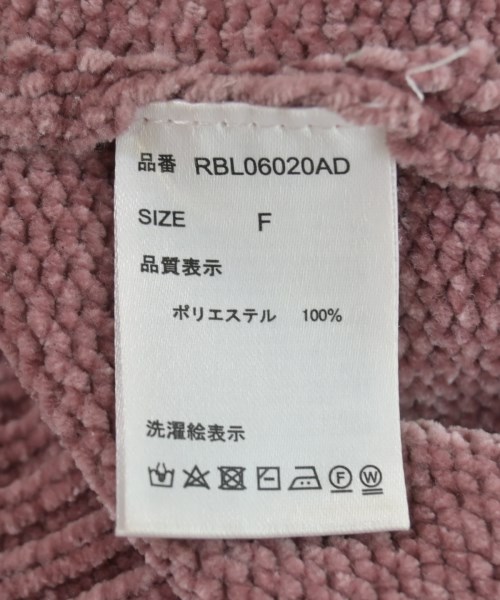 品番 RBL06020AD
SIZE F
品質表示
ポリエステル 100%
洗濯絵表示
F W